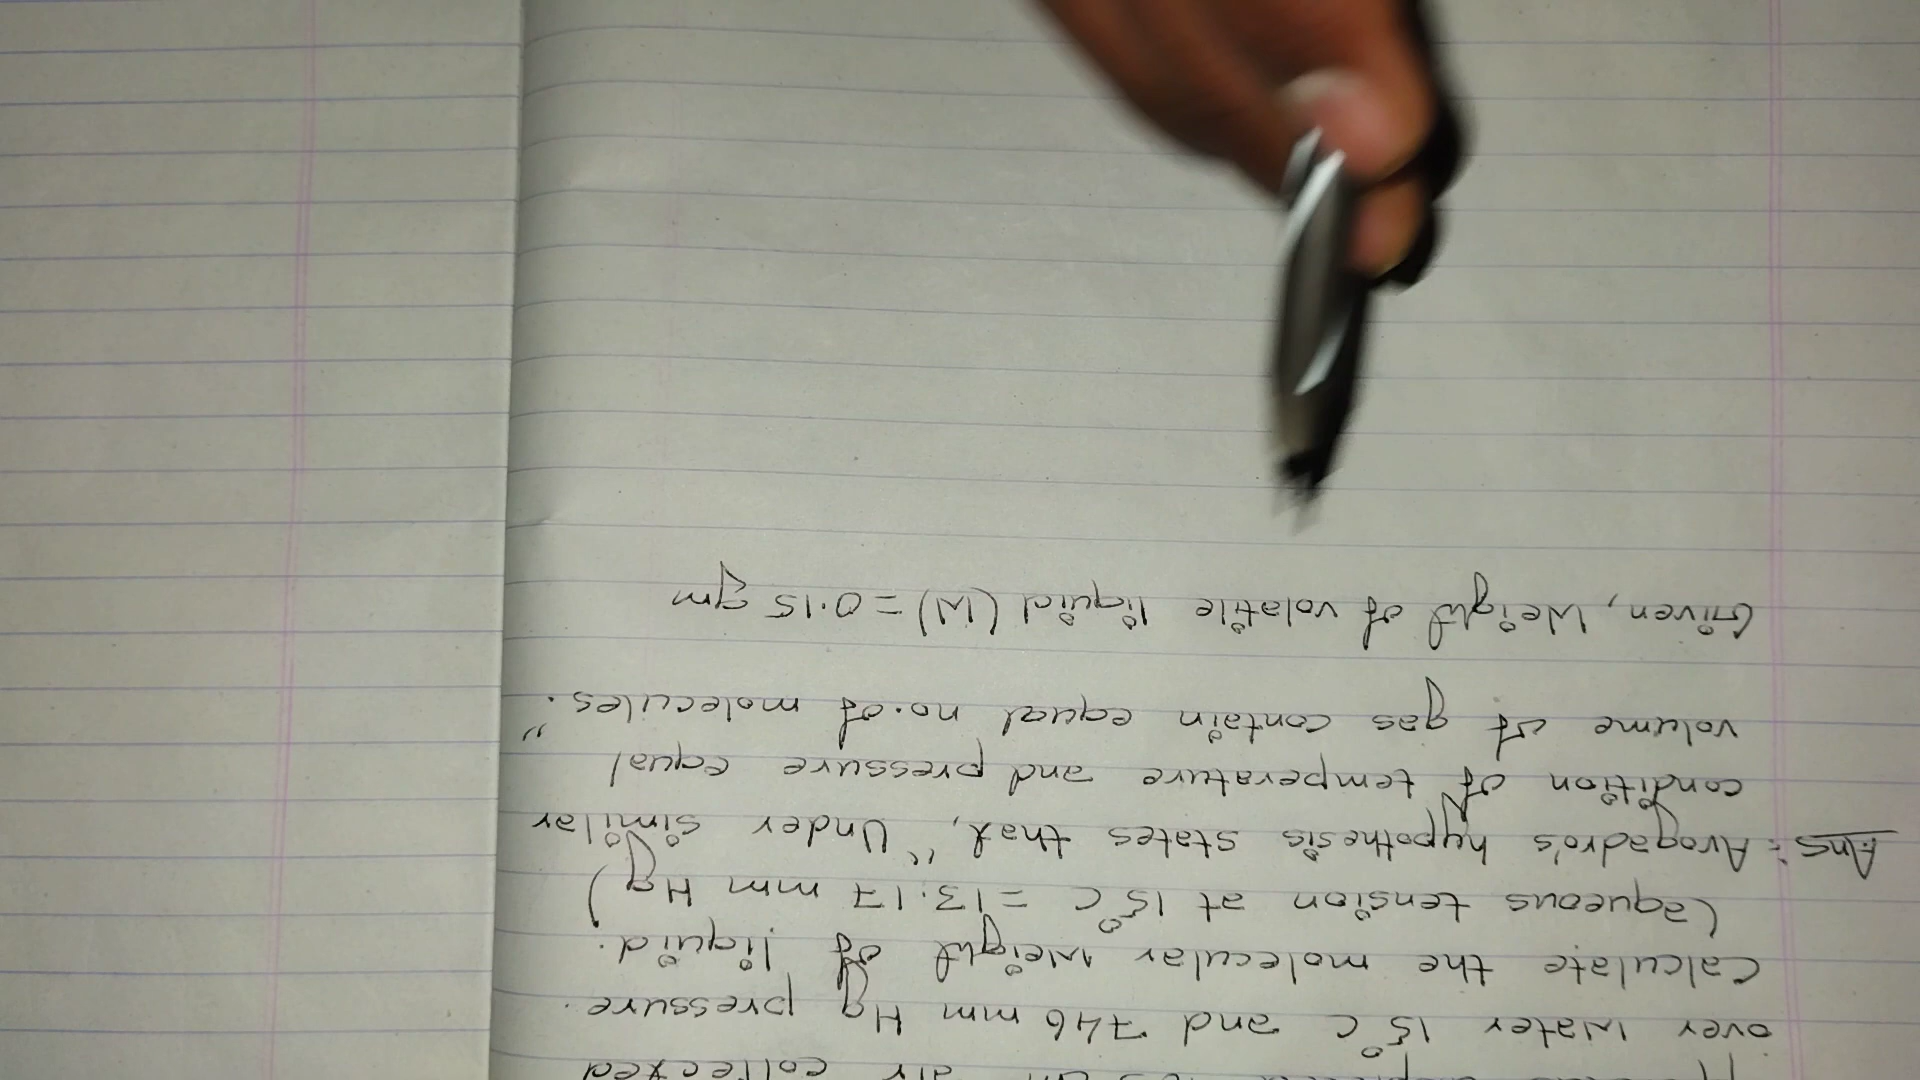 air collected
over water 15°C and 746 mm Hg pressure.
Calculate the molecular weight of liquid.
(aqueous tension at 15°C = 13.17 mm Hg)
Ans: Avogadro's hypothesis states that, "Under similar
condition of temperature and pressure equal
volume of gas contain equal no. of molecules."
Given, Weight of volatile liquid (W) = 0.15 gm